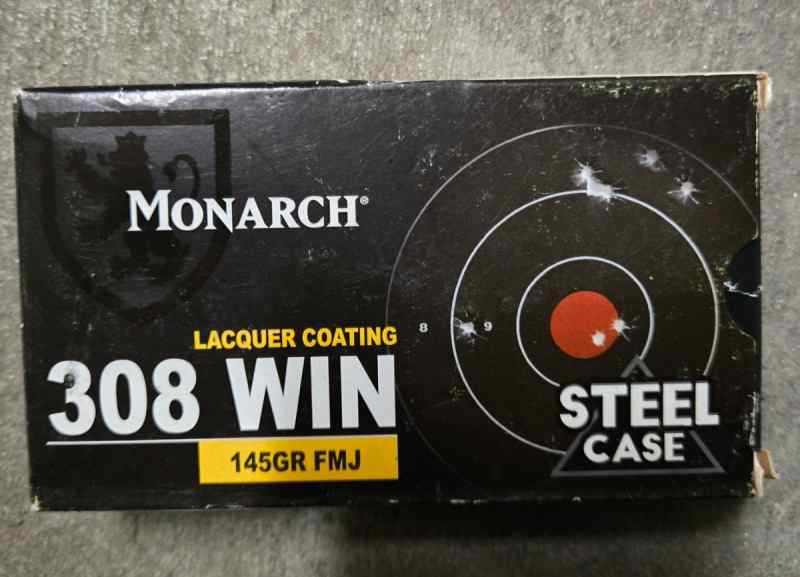 MONARCH®
LACQUER COATING
308 WIN
145GR FMJ
8 9
STEEL
CASE